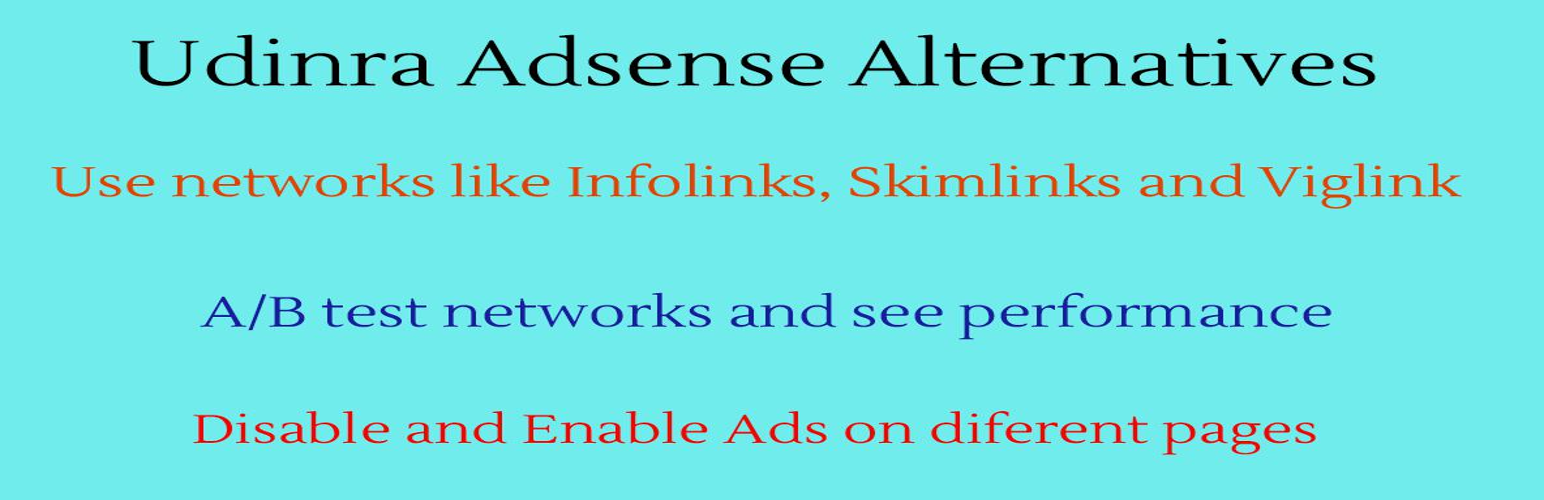 Udinra Adsense Alternatives
Use networks like Infolinks, Skimlinks and Viglink
A/B test networks and see performance
Disable and Enable Ads on diferent pages